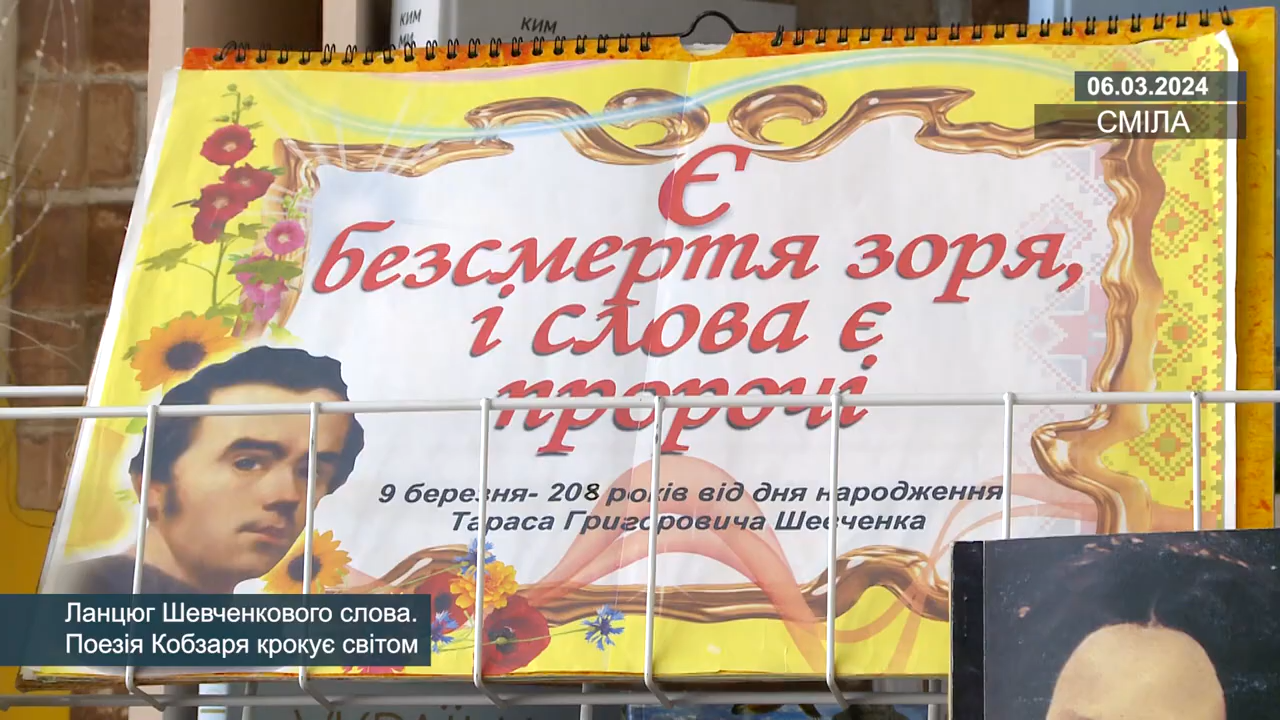 КИМ
КИМ
06.03.2024
СМІЛА
Є
безсмертя зоря,
і слова є
пророчі
9 березня- 208 років від дня народження
Тараса Григоровича Шевченка
Ланцюг Шевченкового слова.
Поезія Кобзаря крокує світом